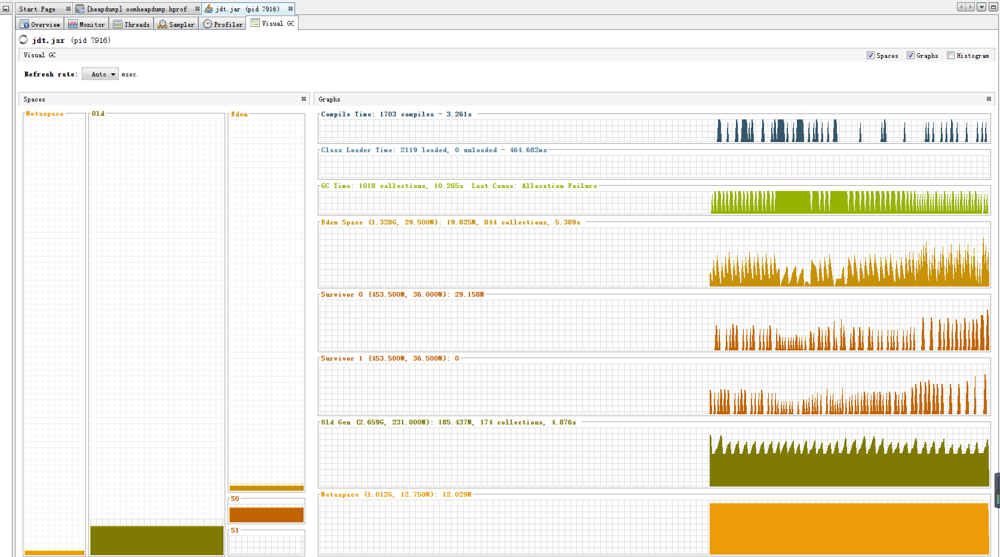 Start Page
[heapdump] oomheapdump.hprof
jdt.jar (pid 7916)
Overview
Monitor
Threads
Sampler
Profiler
Visual GC
jdt.jar (pid 7916)
Visual GC
Spaces
Graphs
Histogram
Refresh rate: Auto msec.
Spaces
Graphs
Metaspace
Old
Eden
S0
S1
Compile Time: 1703 compiles - 3.261s
Class Loader Time: 2119 loaded, 0 unloaded - 464.682ms
GC Time: 1018 collections, 10.265s Last Cause: Allocation Failure
Eden Space (1.328G, 29.500M): 19.825M, 844 collections, 5.389s
Survivor 0 (453.500M, 36.000M): 29.158M
Survivor 1 (453.500M, 36.500M): 0
Old Gen (2.659G, 231.000M): 185.437M, 174 collections, 4.876s
Metaspace (1.012G, 12.750M): 12.029M